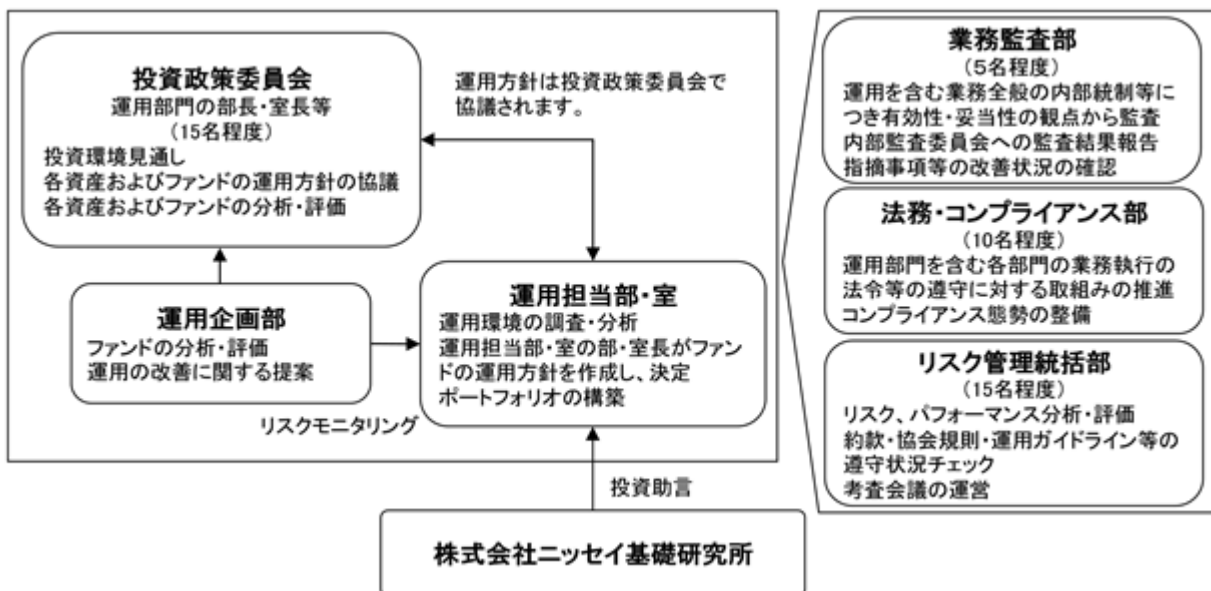 投資政策委員会
運用部門の部長・室長等
（15名程度）
投資環境見通し
各資産およびファンドの運用方針の協議
各資産およびファンドの分析・評価
運用方針は投資政策委員会で
協議されます。
運用企画部
ファンドの分析・評価
運用の改善に関する提案
リスクモニタリング
運用担当部・室
運用環境の調査・分析
運用担当部・室の部・室長がファン
ドの運用方針を作成し、決定
ポートフォリオの構築
投資助言
株式会社ニッセイ基礎研究所
業務監査部
（５名程度）
運用を含む業務全般の内部統制等に
つき有効性・妥当性の観点から監査
内部監査委員会への監査結果報告
指摘事項等の改善状況の確認
法務・コンプライアンス部
（10名程度）
運用部門を含む各部門の業務執行の
法令等の遵守に対する取組みの推進
コンプライアンス態勢の整備
リスク管理統括部
（15名程度）
リスク、パフォーマンス分析・評価
約款・協会規則・運用ガイドライン等の
遵守状況チェック
考査会議の運営